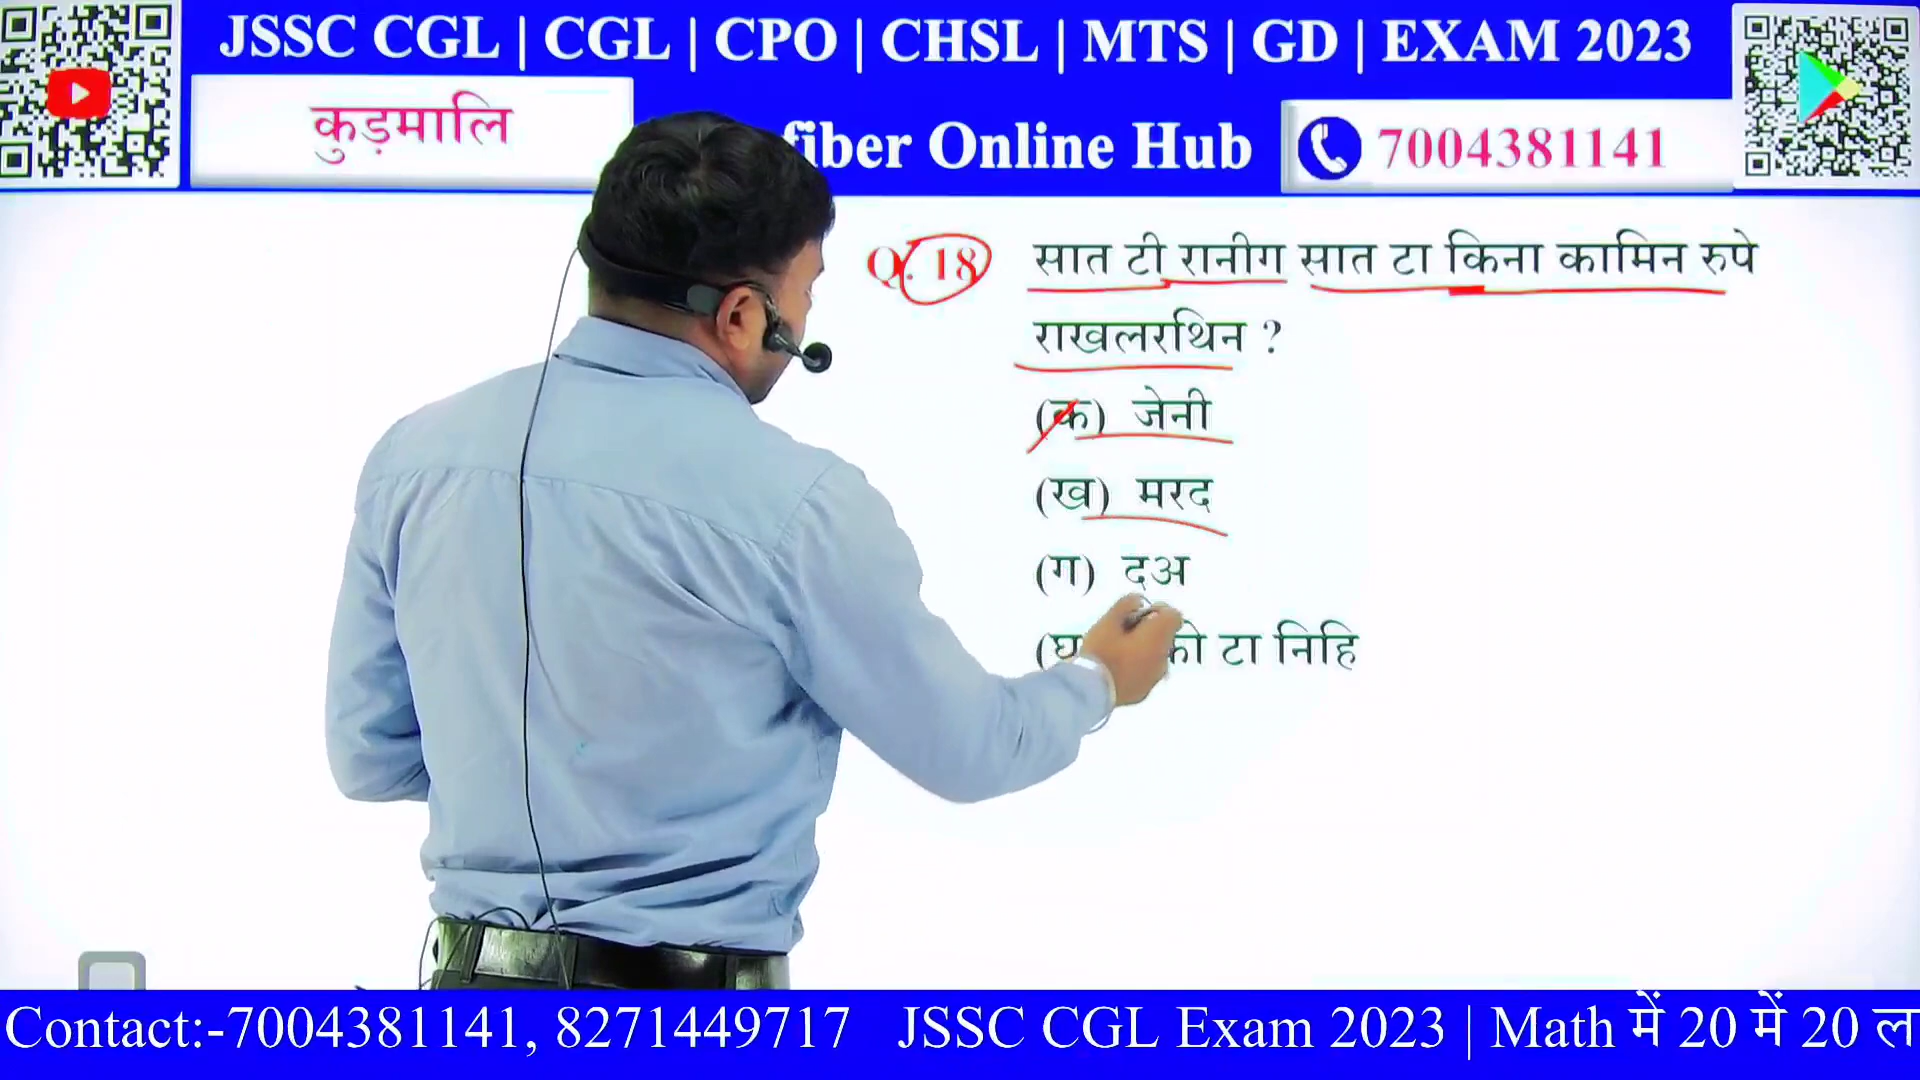 JSSC CGL | CGL | CPO | CHSL | MTS | GD | EXAM 2023
कुड़मालि
fiber Online Hub
7004381141
Q. 18 सात टी रानीग सात टा किना कामिन रुपे
राखलरथिन ?
(क) जेनी
(ख) मरद
(ग) दअ
(घ टा निहि
Contact:-7004381141, 8271449717 JSSC CGL Exam 2023 | Math में 20 में 20 ल